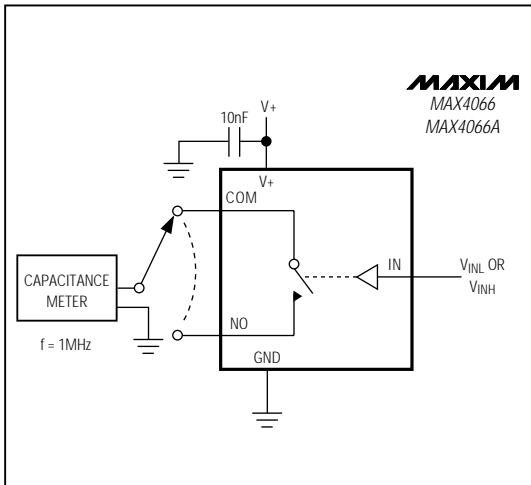 MAXIM
MAX4066
MAX4066A
V+
10nF
V+
COM
IN
VINL OR
VINH
CAPACITANCE
METER
NO
f = 1MHz
GND